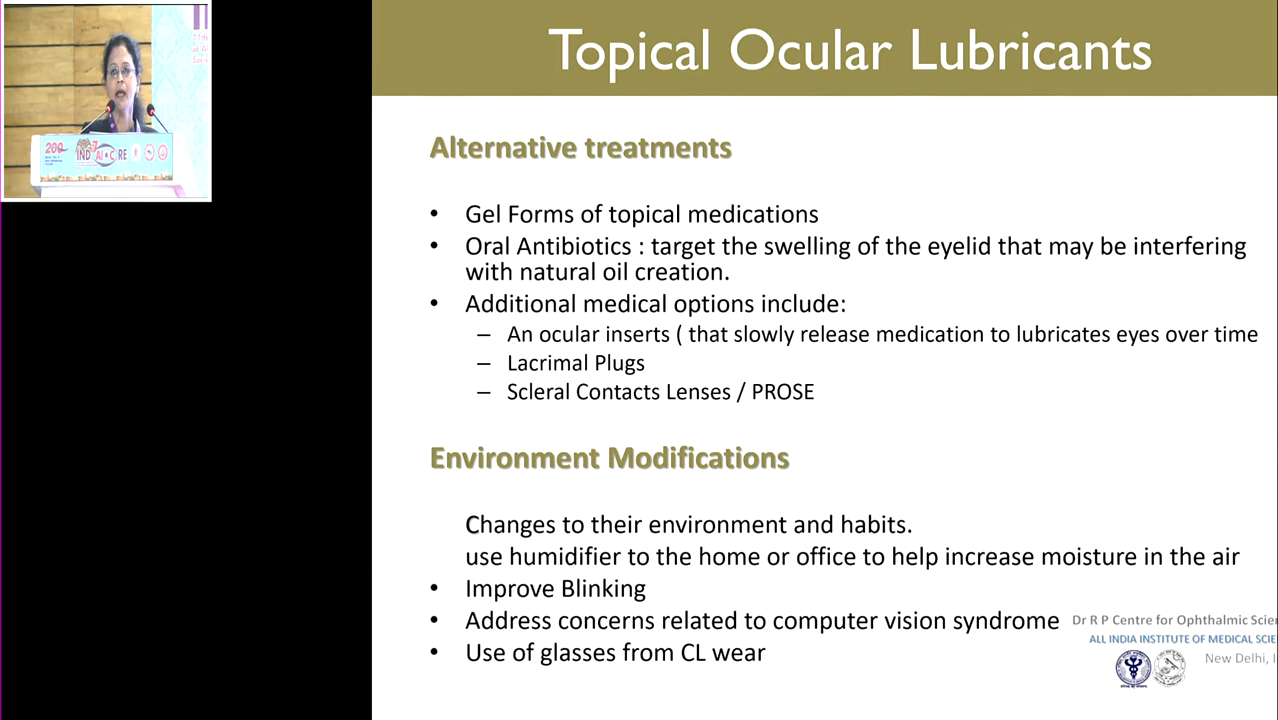 Topical Ocular Lubricants
Alternative treatments
• Gel Forms of topical medications
• Oral Antibiotics : target the swelling of the eyelid that may be interfering
with natural oil creation.
• Additional medical options include:
– An ocular inserts ( that slowly release medication to lubricates eyes over time
– Lacrimal Plugs
– Scleral Contacts Lenses / PROSE
Environment Modifications
Changes to their environment and habits.
use humidifier to the home or office to help increase moisture in the air
• Improve Blinking
• Address concerns related to computer vision syndrome
• Use of glasses from CL wear
Dr R P Centre for Ophthalmic Scien
ALL INDIA INSTITUTE OF MEDICAL SCIE
New Delhi, I
200
IND